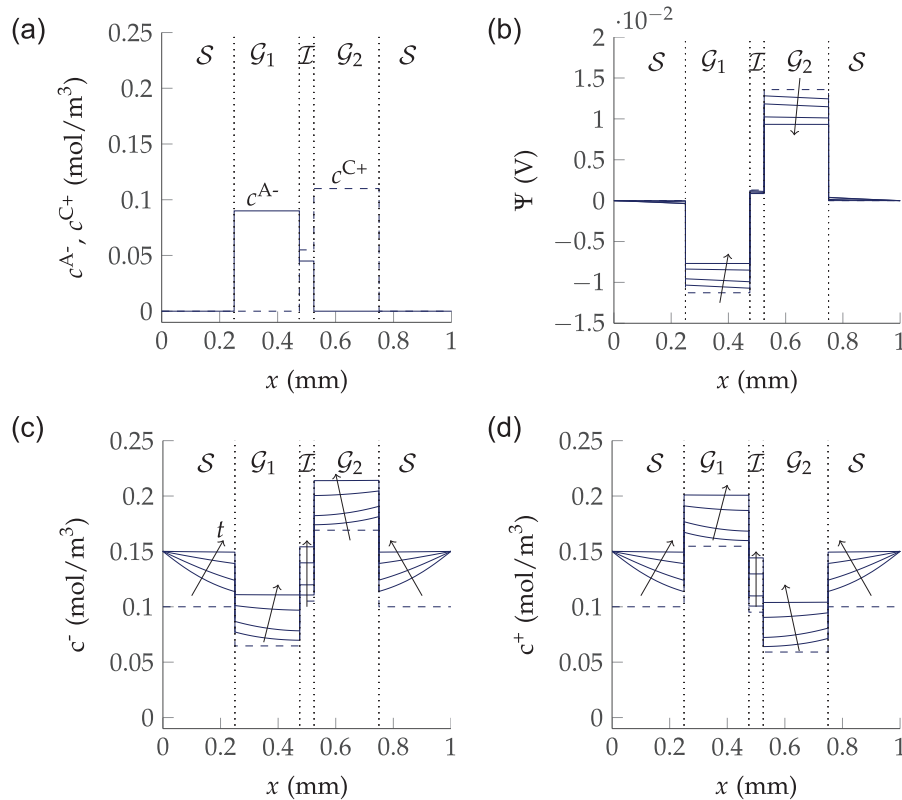 (a)
0.25
0.2
0.15
0.1
0.05
0
c^A-, c^C+ (mol/m³)
S G₁ I G₂ S
c^A- c^C+
0 0.2 0.4 0.6 0.8 1
x (mm)
(b)
·10⁻²
2
1.5
1
0.5
0
−0.5
−1
−1.5
Ψ (V)
S G₁ I G₂ S
0 0.2 0.4 0.6 0.8 1
x (mm)
(c)
0.25
0.2
0.15
0.1
0.05
0
c⁻ (mol/m³)
S G₁ I G₂ S
t
0 0.2 0.4 0.6 0.8 1
x (mm)
(d)
0.25
0.2
0.15
0.1
0.05
0
c⁺ (mol/m³)
S G₁ I G₂ S
0 0.2 0.4 0.6 0.8 1
x (mm)